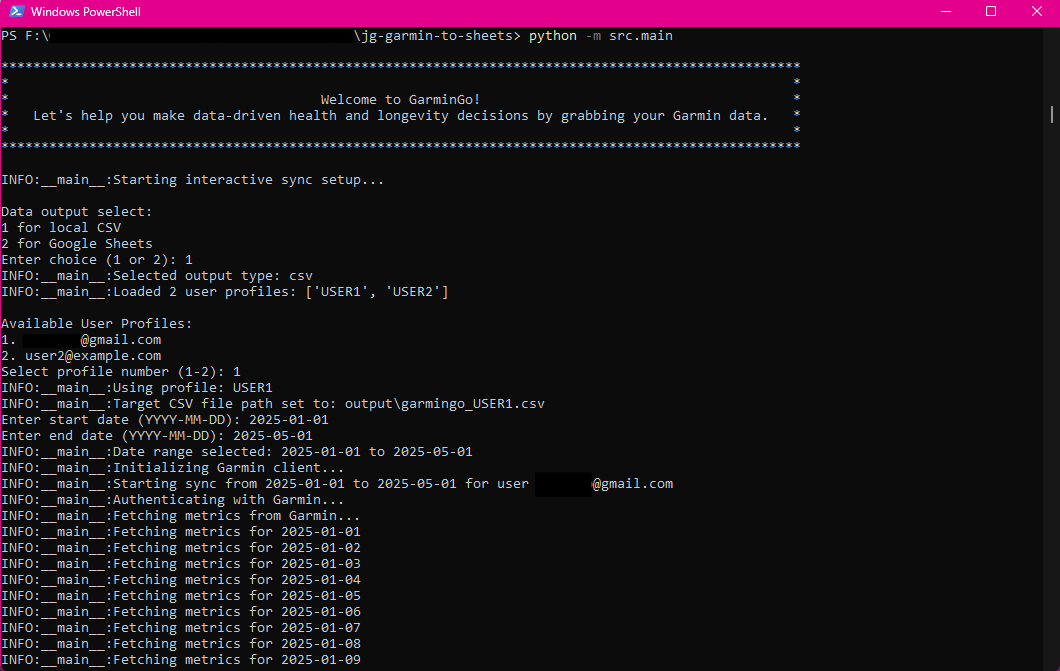 Windows PowerShell
PS F:\ \jg-garmin-to-sheets> python -m src.main
****************************************************************************************************
* *
* Welcome to GarminGo! *
* Let's help you make data-driven health and longevity decisions by grabbing your Garmin data. *
* *
****************************************************************************************************
INFO:__main__:Starting interactive sync setup...
Data output select:
1 for local CSV
2 for Google Sheets
Enter choice (1 or 2): 1
INFO:__main__:Selected output type: csv
INFO:__main__:Loaded 2 user profiles: ['USER1', 'USER2']
Available User Profiles:
1. @gmail.com
2. user2@example.com
Select profile number (1-2): 1
INFO:__main__:Using profile: USER1
INFO:__main__:Target CSV file path set to: output\garmingo_USER1.csv
Enter start date (YYYY-MM-DD): 2025-01-01
Enter end date (YYYY-MM-DD): 2025-05-01
INFO:__main__:Date range selected: 2025-01-01 to 2025-05-01
INFO:__main__:Initializing Garmin client...
INFO:__main__:Starting sync from 2025-01-01 to 2025-05-01 for user @gmail.com
INFO:__main__:Authenticating with Garmin...
INFO:__main__:Fetching metrics from Garmin...
INFO:__main__:Fetching metrics for 2025-01-01
INFO:__main__:Fetching metrics for 2025-01-02
INFO:__main__:Fetching metrics for 2025-01-03
INFO:__main__:Fetching metrics for 2025-01-04
INFO:__main__:Fetching metrics for 2025-01-05
INFO:__main__:Fetching metrics for 2025-01-06
INFO:__main__:Fetching metrics for 2025-01-07
INFO:__main__:Fetching metrics for 2025-01-08
INFO:__main__:Fetching metrics for 2025-01-09